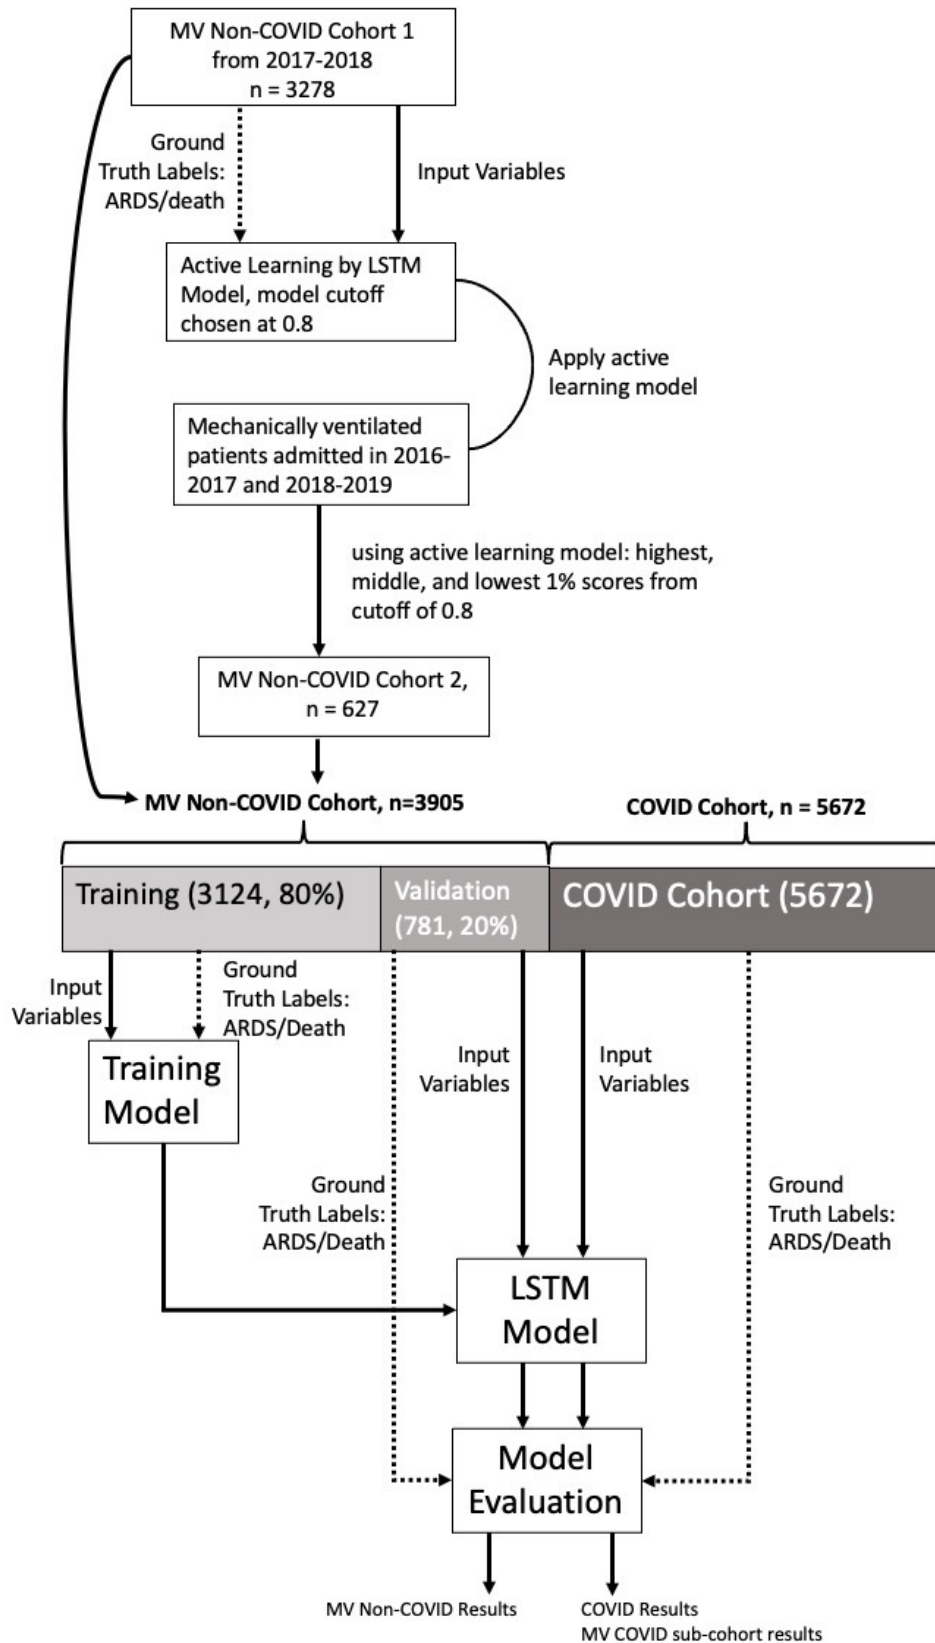 MV Non-COVID Cohort 1
from 2017-2018
n = 3278
Ground
Truth Labels:
ARDS/death
Input Variables
Active Learning by LSTM
Model, model cutoff
chosen at 0.8
Apply active
learning model
Mechanically ventilated
patients admitted in 2016-
2017 and 2018-2019
using active learning model: highest,
middle, and lowest 1% scores from
cutoff of 0.8
MV Non-COVID Cohort 2,
n = 627
MV Non-COVID Cohort, n=3905
COVID Cohort, n = 5672
Training (3124, 80%)
Validation
(781, 20%)
COVID Cohort (5672)
Input
Variables
Ground
Truth Labels:
ARDS/Death
Training
Model
Input
Variables
Input
Variables
Ground
Truth Labels:
ARDS/Death
Ground
Truth Labels:
ARDS/Death
LSTM
Model
Model
Evaluation
MV Non-COVID Results
COVID Results
MV COVID sub-cohort results